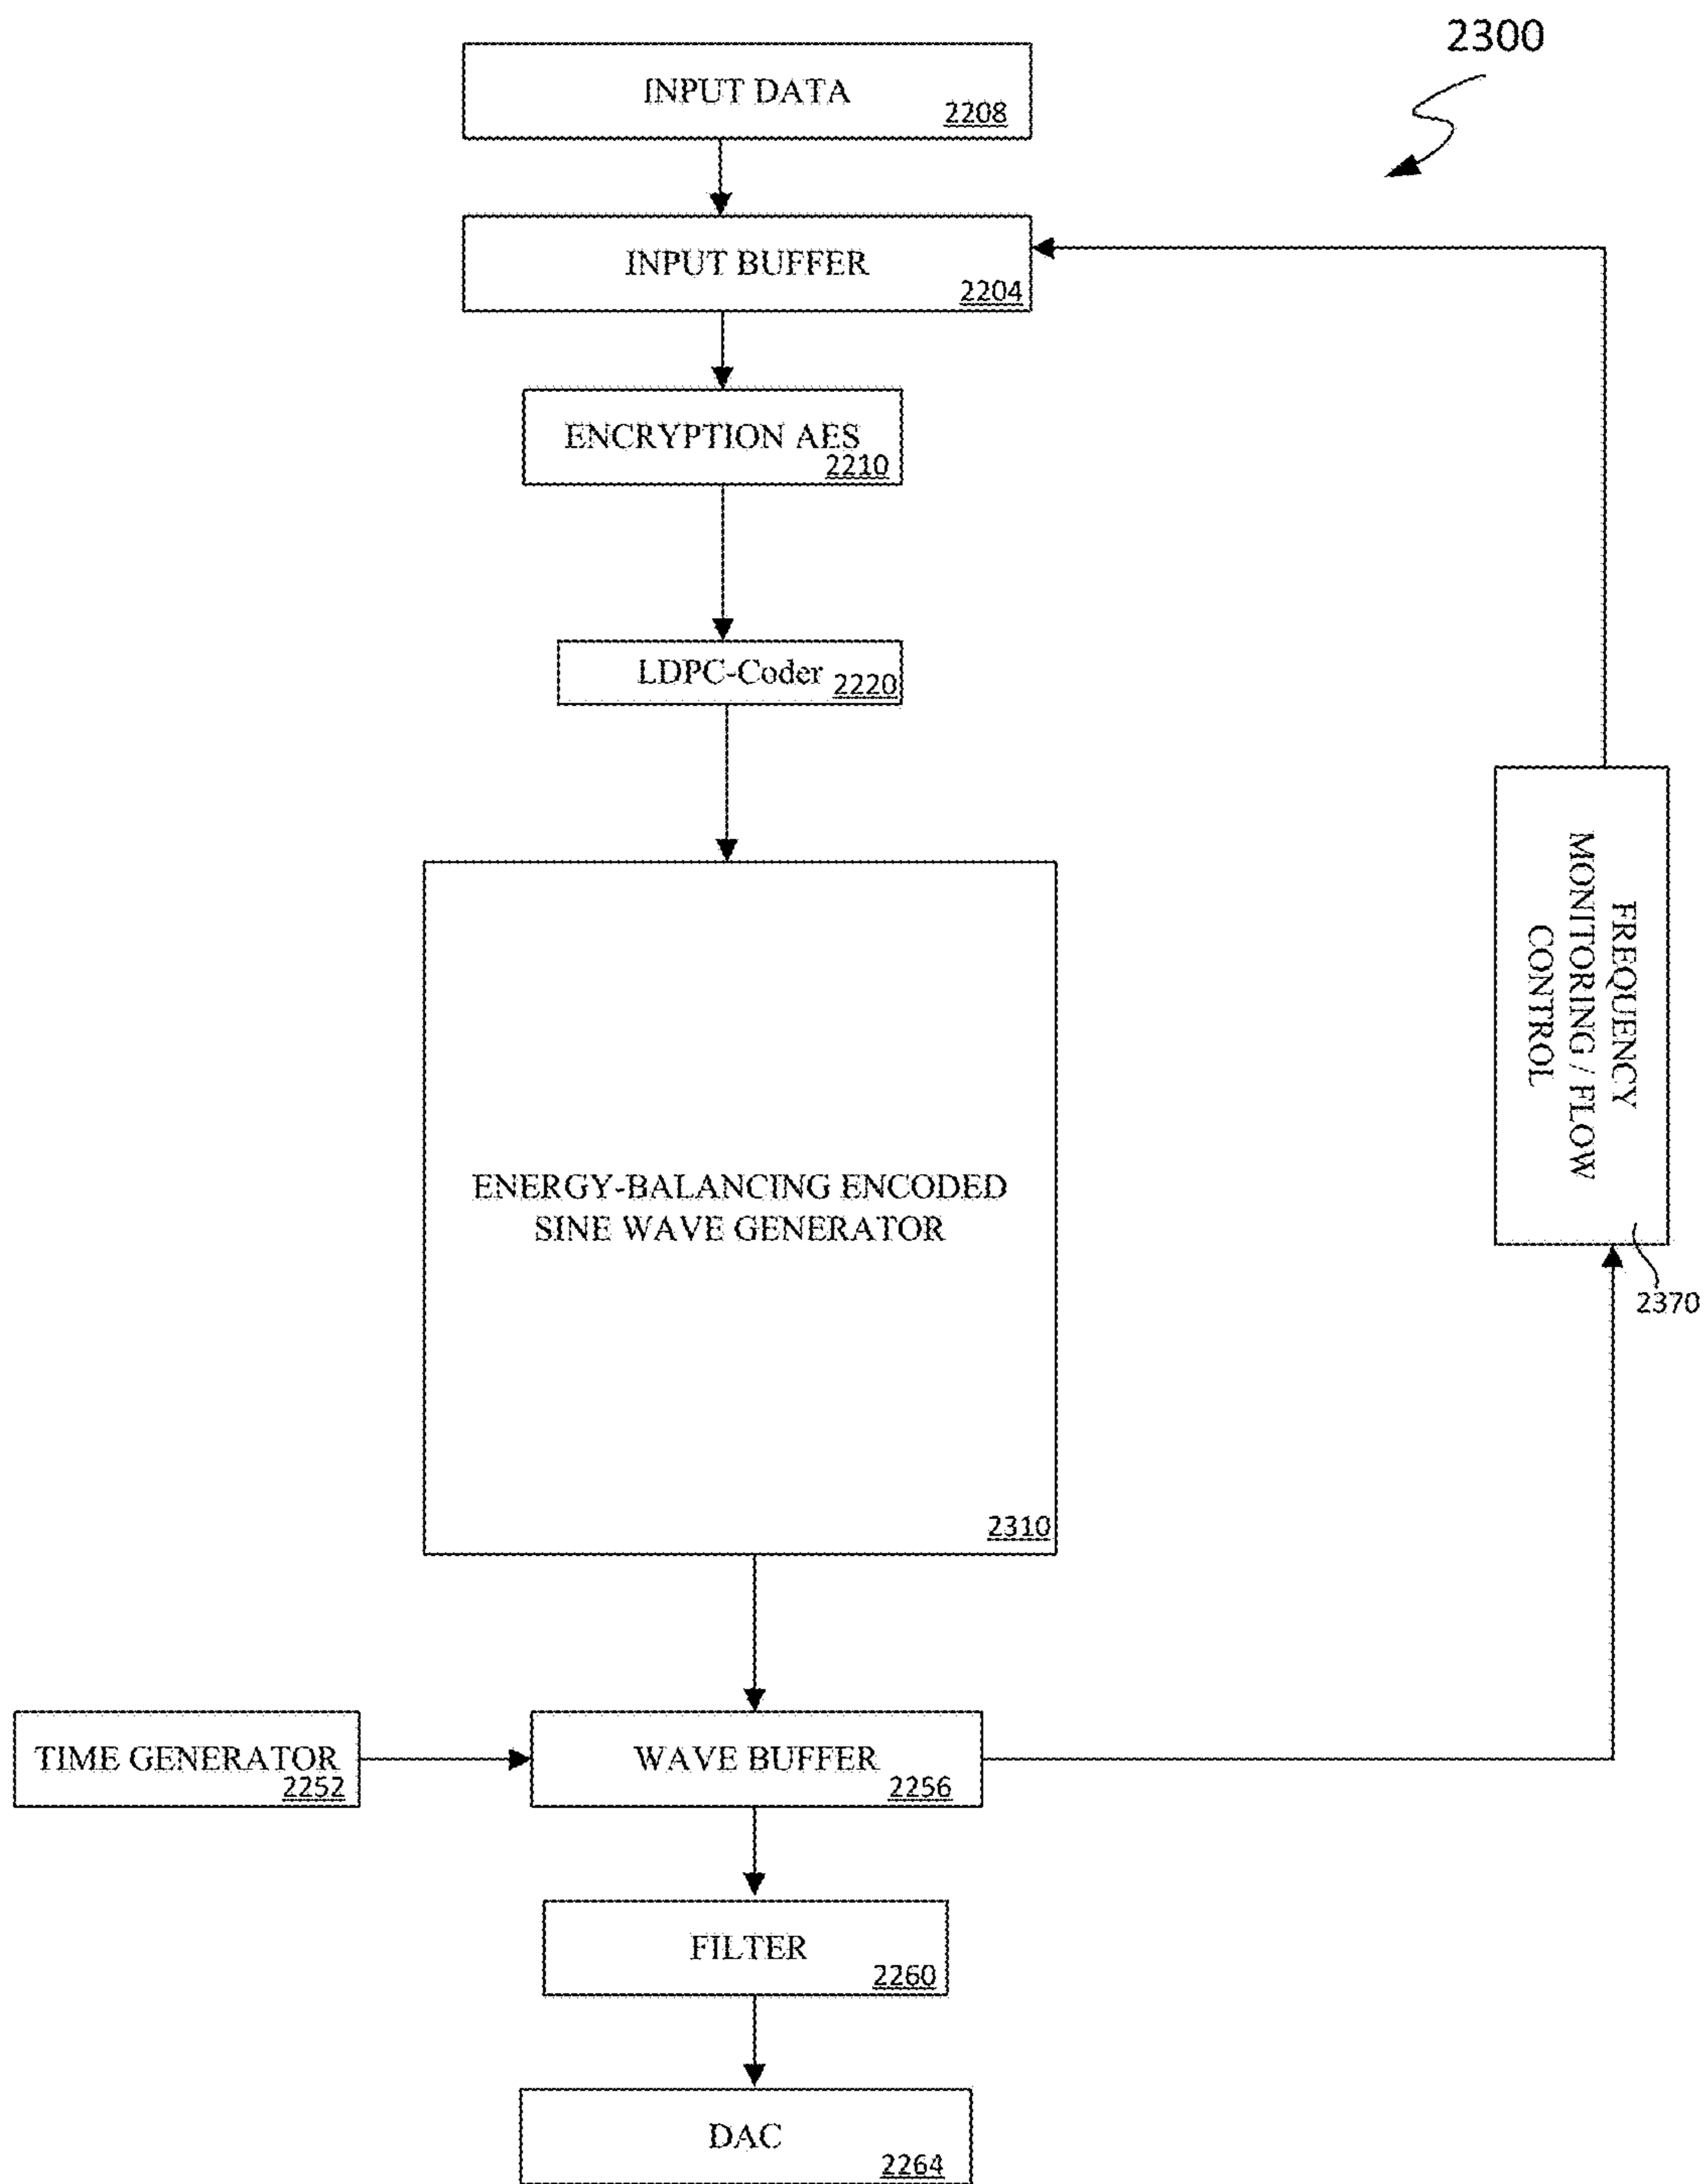 2300
INPUT DATA
2208
INPUT BUFFER
2204
ENCRYPTION AES
2210
LDPC-Coder
2220
FREQUENCY
MONITORING / FLOW
CONTROL
2370
ENERGY-BALANCING ENCODED
SINE WAVE GENERATOR
2310
TIME GENERATOR
2252
WAVE BUFFER
2256
FILTER
2260
DAC
2264